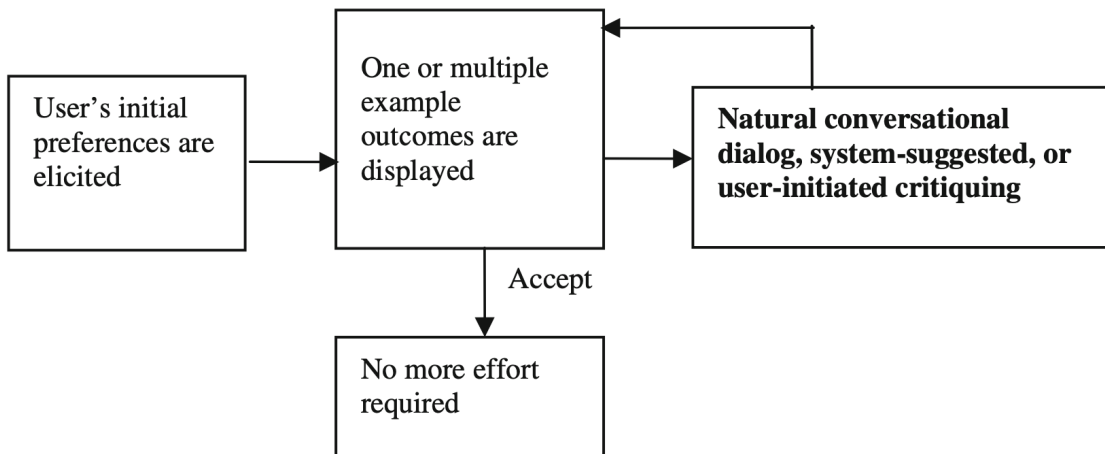 User’s initial
preferences are
elicited
One or multiple
example
outcomes are
displayed
Natural conversational
dialog, system-suggested, or
user-initiated critiquing
Accept
No more effort
required